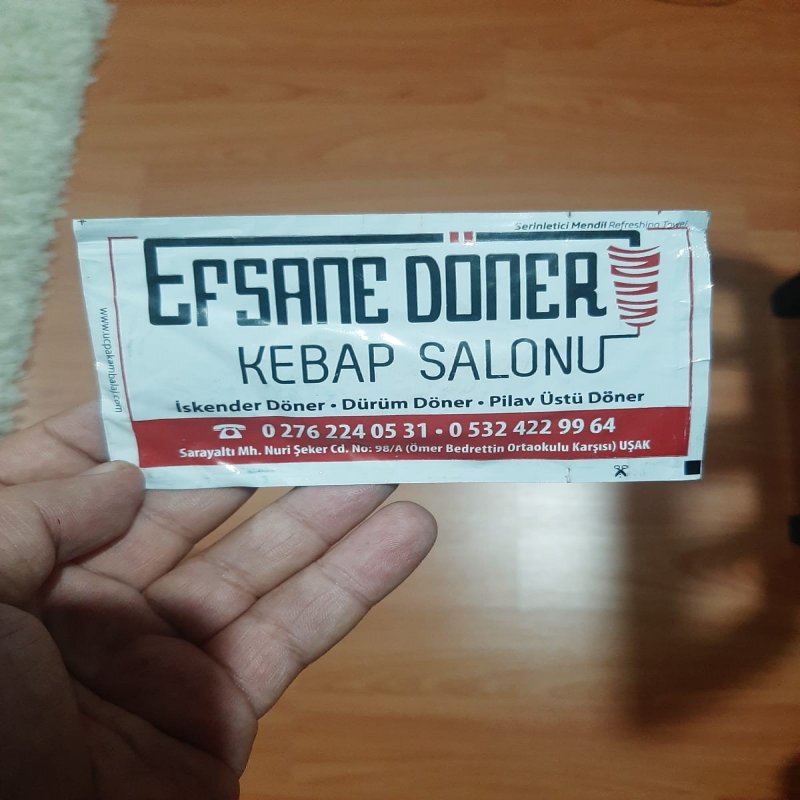 Serinletici Mendil Refreshing Towel
EFSANE DÖNER
KEBAP SALONU
İskender Döner • Dürüm Döner • Pilav Üstü Döner
☎ 0 276 224 05 31 • 0 532 422 99 64
Sarayaltı Mh. Nuri Şeker Cd. No: 98/A (Ömer Bedrettin Ortaokulu Karşısı) UŞAK
www.ucpakambalaj.com